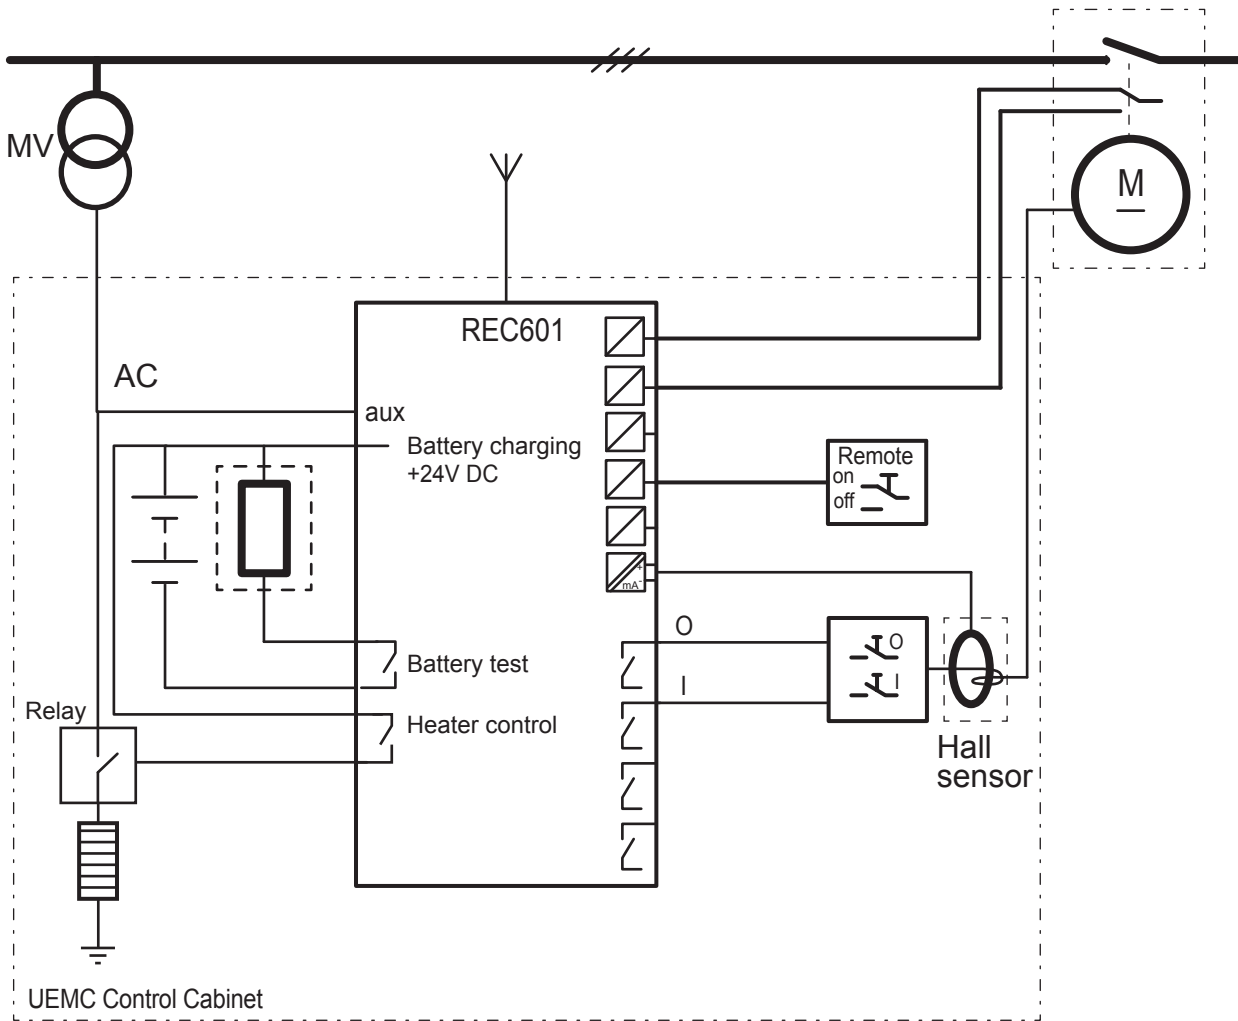 MV
M
REC601
AC
aux
Battery charging
+24V DC
Remote
on
off
+
mA-
O
O
I
I
Battery test
Relay
Heater control
Hall
sensor
UEMC Control Cabinet